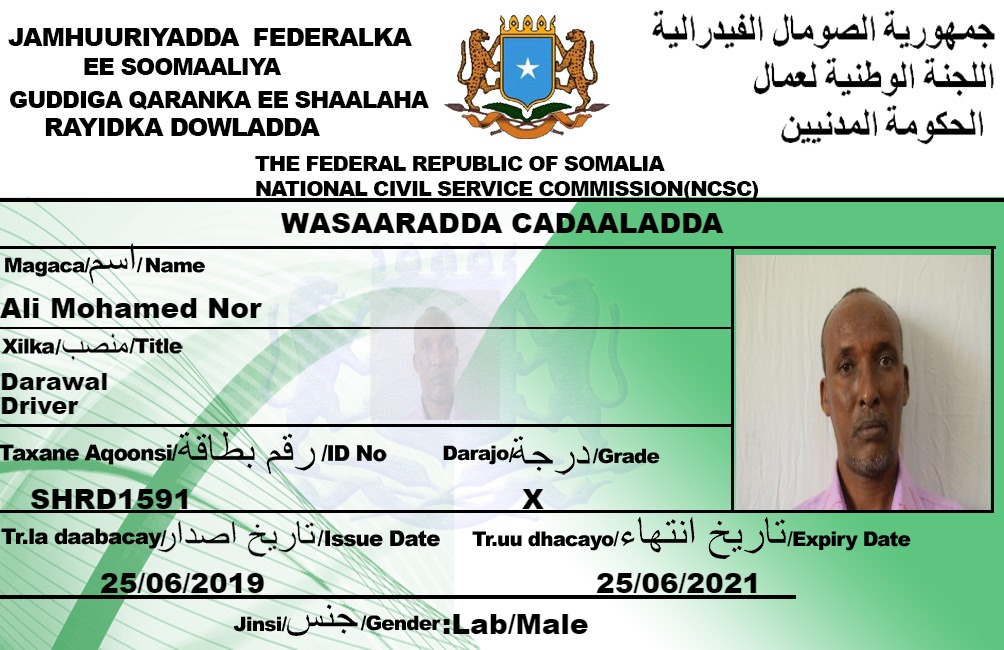 JAMHUURIYADDA FEDERALKA
EE SOOMAALIYA
GUDDIGA QARANKA EE SHAALAHA
RAYIDKA DOWLADDA
جمهورية الصومال الفيدرالية
اللجنة الوطنية لعمال
الحكومة المدنيين
THE FEDERAL REPUBLIC OF SOMALIA
NATIONAL CIVIL SERVICE COMMISSION(NCSC)
WASAARADDA CADAALADDA
Magaca/اسم/Name
Ali Mohamed Nor
Xilka/منصب/Title
Darawal
Driver
Taxane Aqoonsi/رقم بطاقة/ID No
SHRD1591
Darajo/درجة/Grade
X
Tr.la daabacay/تاريخ اصدار/Issue Date
25/06/2019
Tr.uu dhacayo/تاريخ انتهاء/Expiry Date
25/06/2021
Jinsi/جنس/Gender:Lab/Male